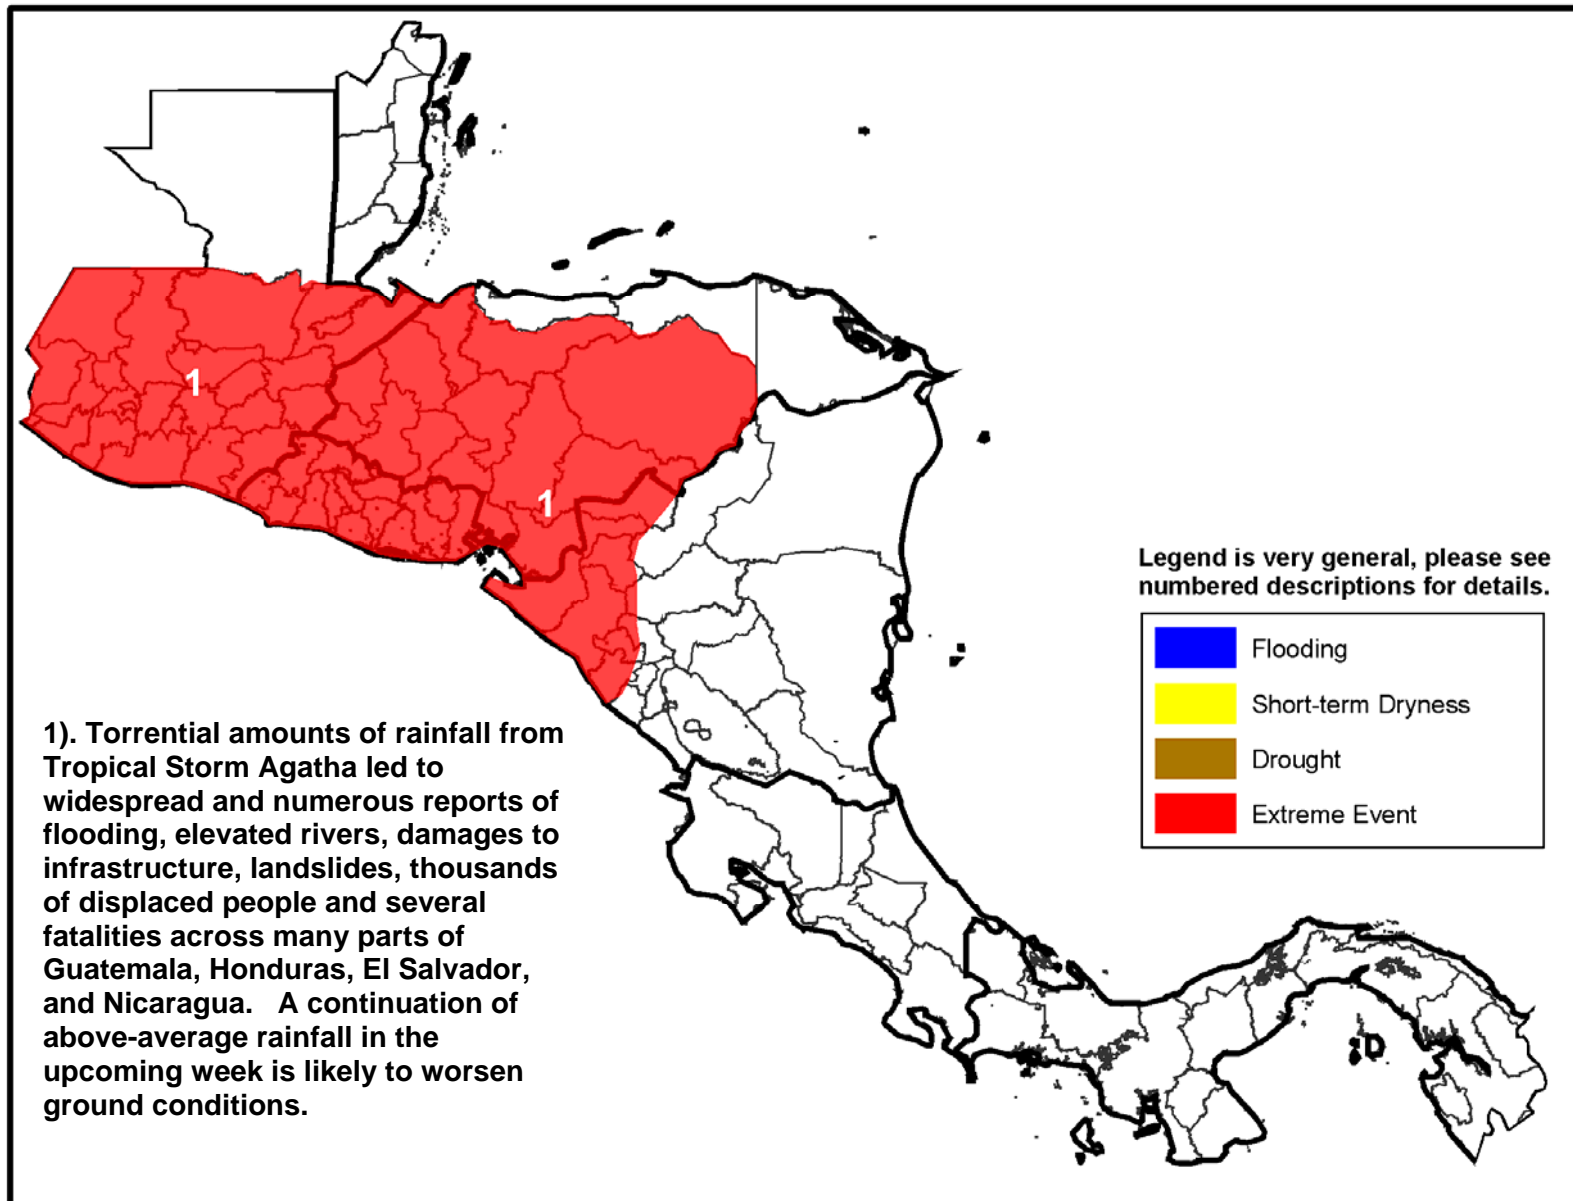 1
1
Legend is very general, please see
numbered descriptions for details.
Flooding
Short-term Dryness
Drought
Extreme Event
1). Torrential amounts of rainfall from
Tropical Storm Agatha led to
widespread and numerous reports of
flooding, elevated rivers, damages to
infrastructure, landslides, thousands
of displaced people and several
fatalities across many parts of
Guatemala, Honduras, El Salvador,
and Nicaragua.   A continuation of
above-average rainfall in the
upcoming week is likely to worsen
ground conditions.